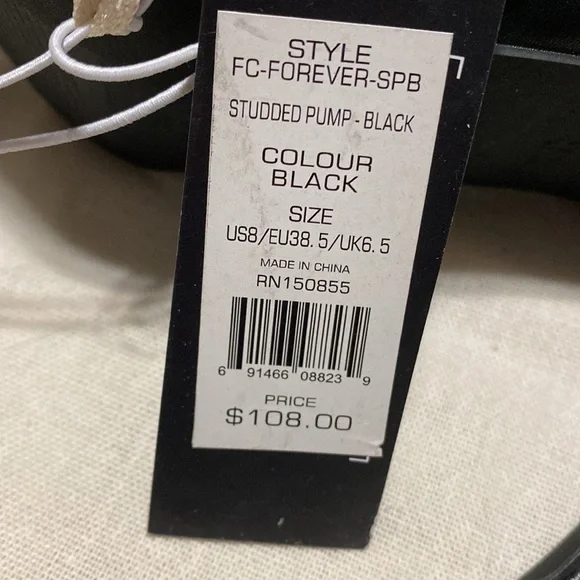 STYLE
FC-FOREVER-SPB
STUDDED PUMP - BLACK
COLOUR
BLACK
SIZE
US8/EU38.5/UK6.5
MADE IN CHINA
RN150855
6 91466 08823 9
PRICE
$108.00